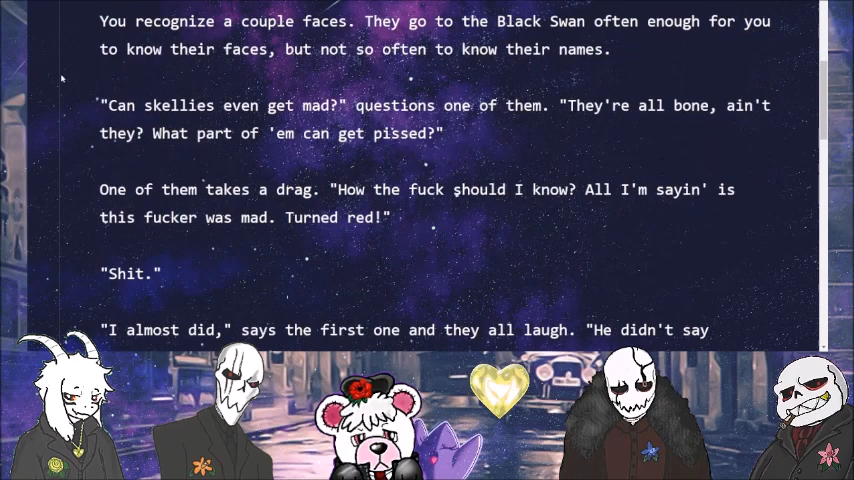 You recognize a couple faces. They go to the Black Swan often enough for you
to know their faces, but not so often to know their names.
"Can skellies even get mad?" questions one of them. "They're all bone, ain't
they? What part of 'em can get pissed?"
One of them takes a drag. "How the fuck should I know? All I'm sayin' is
this fucker was mad. Turned red!"
"Shit."
"I almost did," says the first one and they all laugh. "He didn't say